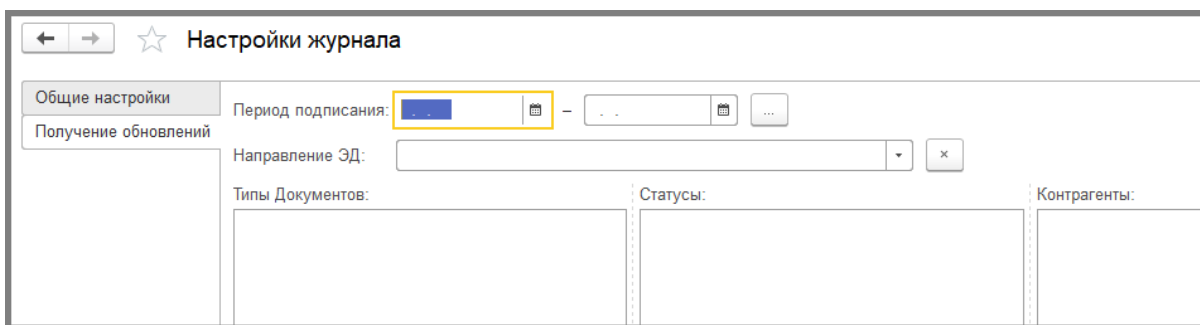 Настройки журнала
Общие настройки
Получение обновлений
Период подписания: . . – . . ...
Направление ЭД: ×
Типы Документов: Статусы: Контрагенты: